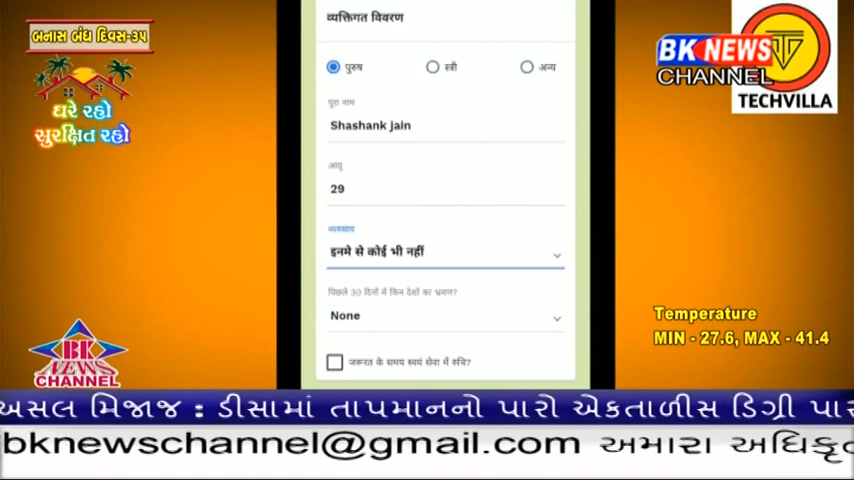 બનાસ બંધ દિવસ-૩૫
ઘરે રહો
સુરક્ષિત રહો
व्यक्तिगत विवरण
पुरुष
स्त्री
अन्य
पूरा नाम
Shashank jain
आयु
29
व्यवसाय
इनमे से कोई भी नहीं
पिछले 30 दिनों में किन देशों का भ्रमण?
None
जरूरत के समय स्वयं सेवा में रुचि?
BK NEWS
CHANNEL
TECHVILLA
Temperature
MIN - 27.6, MAX - 41.4
BK
NEWS
CHANNEL
અસલ મિજાજ : ડીસામાં તાપમાનનો પારો એકતાળીસ ડિગ્રી પાર
bknewschannel@gmail.com અમારા અધિકૃત